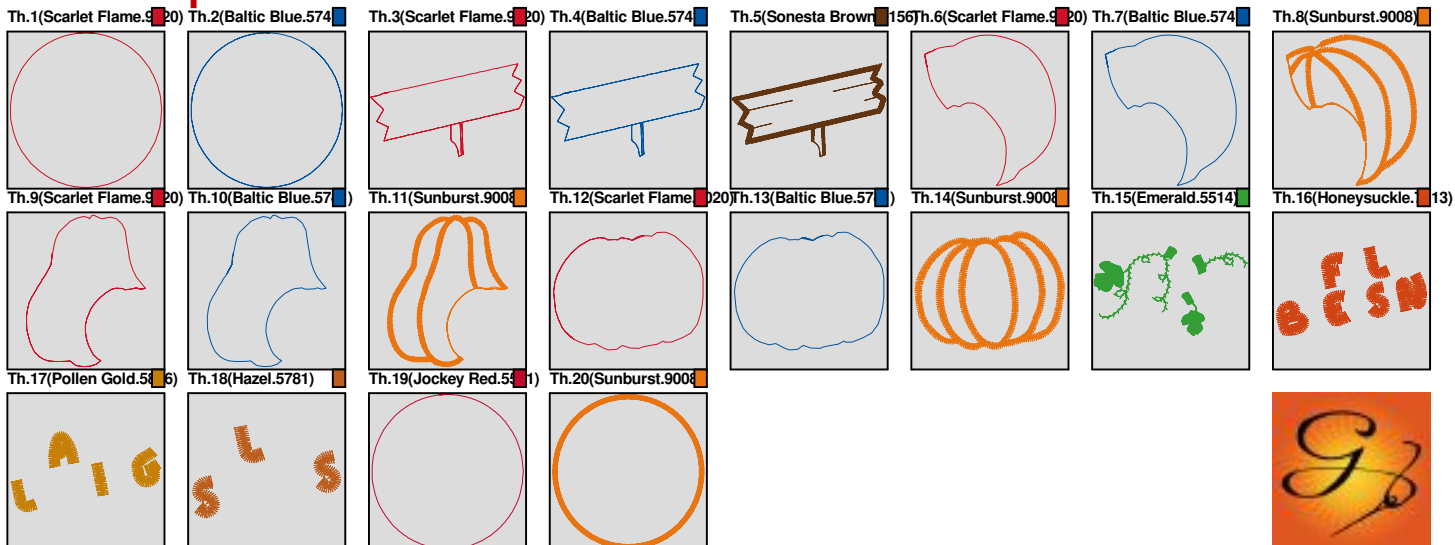 Th.1(Scarlet Flame. 20) Th.2(Baltic Blue.574 Th.3(Scarlet Flame. 20) Th.4(Baltic Blue.574 Th.5(Sonesta Brown 156) Th.6(Scarlet Flame. 20) Th.7(Baltic Blue.574 Th.8(Sunburst.9008)
Th.9(Scarlet Flame. 20) Th.10(Baltic Blue.57 ) Th.11(Sunburst.9008 Th.12(Scarlet Flame. 020) Th.13(Baltic Blue.57 ) Th.14(Sunburst.9008 Th.15(Emerald.5514) Th.16(Honeysuckle. 13)
F L
B E S N
Th.17(Pollen Gold.58 6) Th.18(Hazel.5781) Th.19(Jockey Red.55 1) Th.20(Sunburst.9008
L A I G
S L S
G